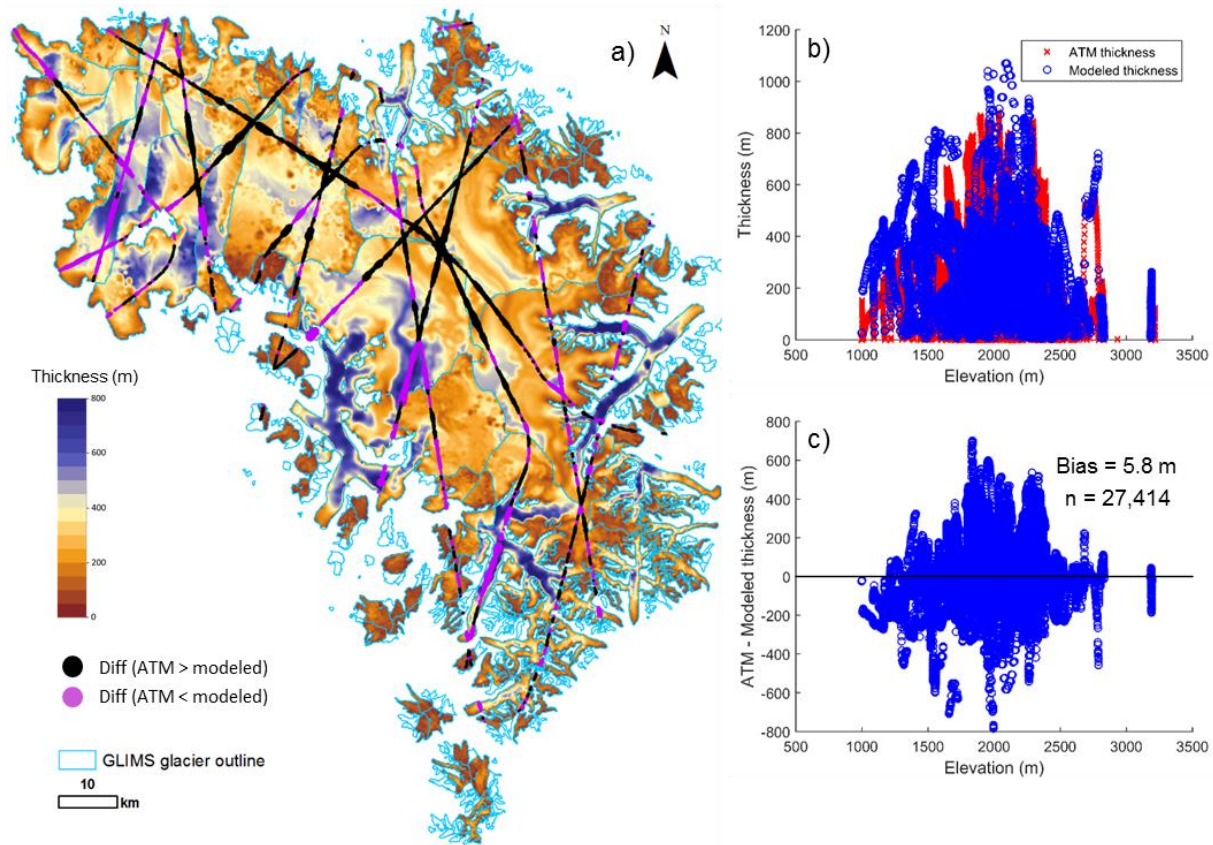 a)
N
Thickness (m)
800
600
400
200
0
Diff (ATM > modeled)
Diff (ATM < modeled)
GLIMS glacier outline
10
km
b)
ATM thickness
Modeled thickness
1200
1000
800
600
400
200
0
Thickness (m)
500 1000 1500 2000 2500 3000 3500
Elevation (m)
c)
Bias = 5.8 m
n = 27,414
800
600
400
200
0
-200
-400
-600
-800
ATM - Modeled thickness (m)
500 1000 1500 2000 2500 3000 3500
Elevation (m)